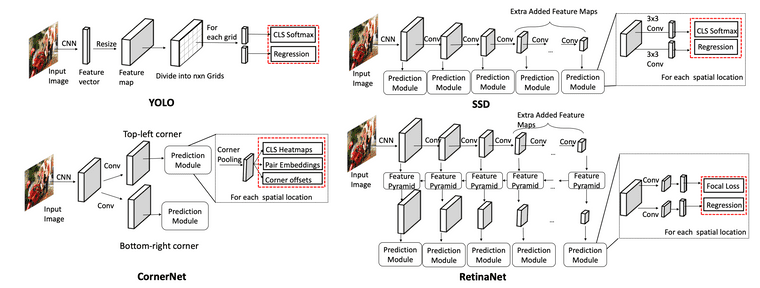 CNN
Resize
For
each grid
CLS Softmax
Regression
Input
Image
Feature
vector
Feature
map
Divide into nxn Grids
YOLO
Extra Added Feature Maps
CNN
Conv
Conv
Conv
Conv
...
Input
Image
Prediction
Module
Prediction
Module
Prediction
Module
Prediction
Module
Prediction
Module
3x3
Conv
3x3
Conv
CLS Softmax
Regression
For each spatial location
SSD
Top-left corner
CNN
Conv
Conv
Input
Image
Prediction
Module
Prediction
Module
Corner
Pooling
CLS Heatmaps
Pair Embeddings
Corner offsets
For each spatial location
Bottom-right corner
CornerNet
Extra Added Feature
Maps
CNN
Conv
Conv
Conv
Conv
...
Input
Image
Feature
Pyramid
Feature
Pyramid
Feature
Pyramid
Feature
Pyramid
Feature
Pyramid
...
...
Prediction
Module
Prediction
Module
Prediction
Module
Prediction
Module
Prediction
Module
Conv
Conv
Focal Loss
Regression
For each spatial location
RetinaNet